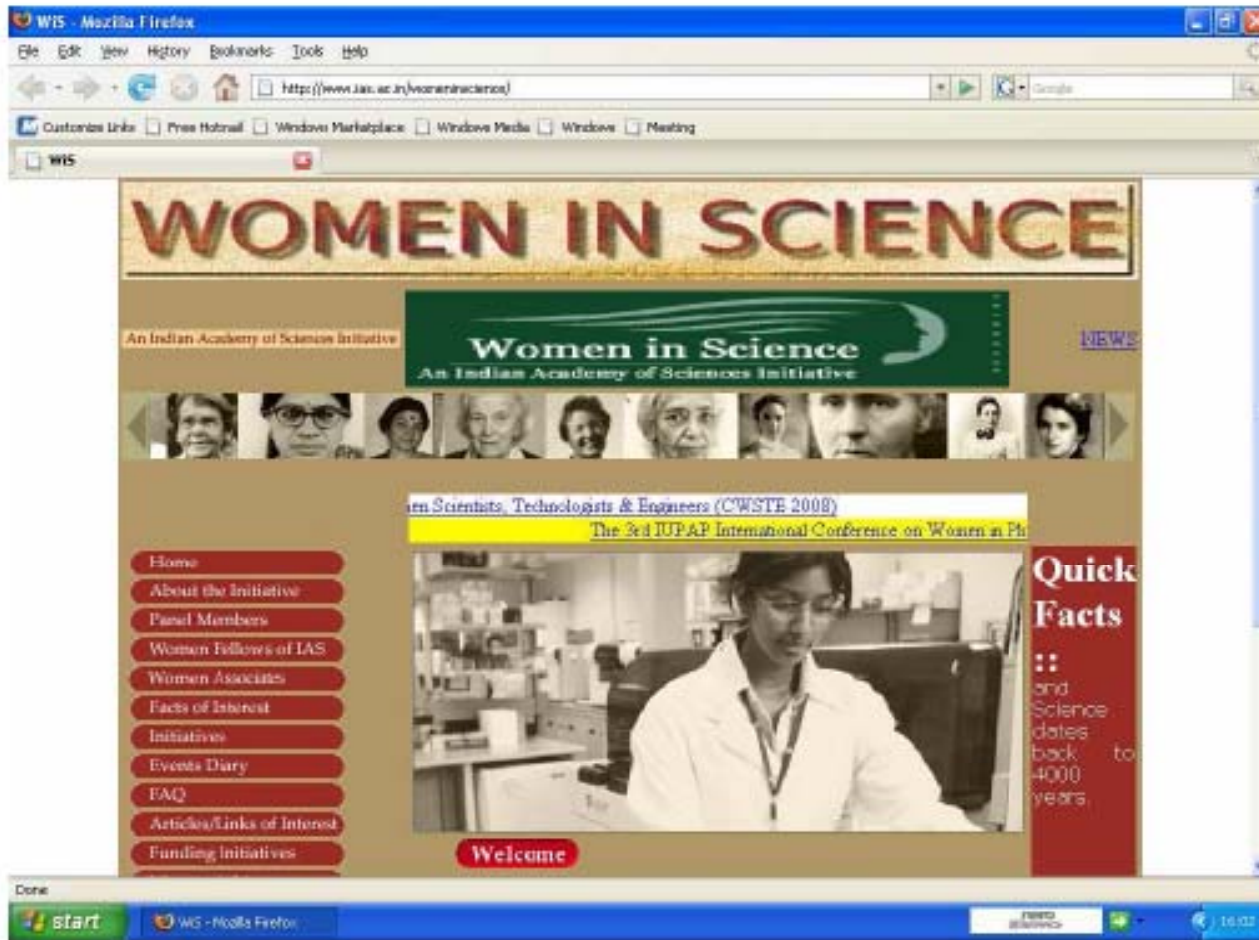 WiS - Mozilla Firefox
File Edit View History Bookmarks Tools Help
http://www.ias.ac.in/womeninscience/
Google
Customize Links Free Hotmail Windows Marketplace Windows Media Windows Meeting
WiS
WOMEN IN SCIENCE
An Indian Academy of Sciences Initiative
Women in Science
An Indian Academy of Sciences Initiative
NEWS
en Scientists, Technologists & Engineers (CWSTE 2008)
The 3rd IUPAP International Conference on Women in Ph
Home
About the Initiative
Panel Members
Women Fellows of IAS
Women Associates
Facts of Interest
Initiatives
Events Diary
FAQ
Articles/Links of Interest
Funding Initiatives
Quick
Facts
::
and
Science
dates
back to
4000
years.
Welcome
Done
start
WiS - Mozilla Firefox
16:02